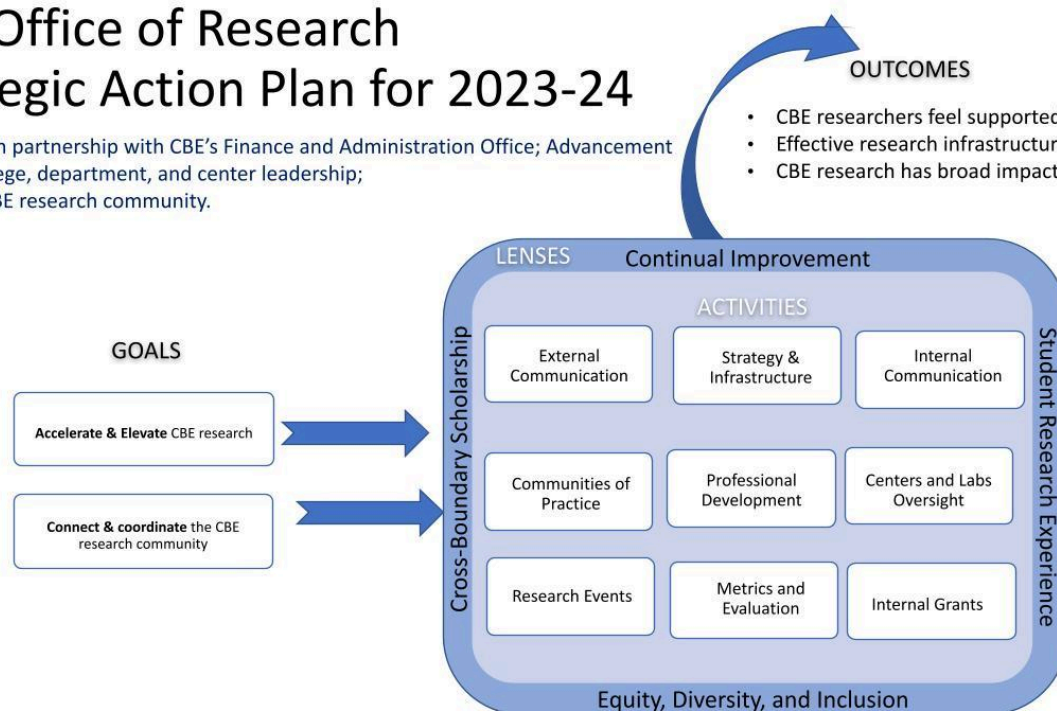 Office of Research
egic Action Plan for 2023-24
n partnership with CBE's Finance and Administration Office; Advancement
ege, department, and center leadership;
BE research community.
OUTCOMES
• CBE researchers feel supported
• Effective research infrastructur
• CBE research has broad impact
GOALS
Accelerate & Elevate CBE research
Connect & coordinate the CBE
research community
LENSES
Continual Improvement
Cross-Boundary Scholarship
Student Research Experience
Equity, Diversity, and Inclusion
ACTIVITIES
External
Communication
Strategy &
Infrastructure
Internal
Communication
Communities of
Practice
Professional
Development
Centers and Labs
Oversight
Research Events
Metrics and
Evaluation
Internal Grants